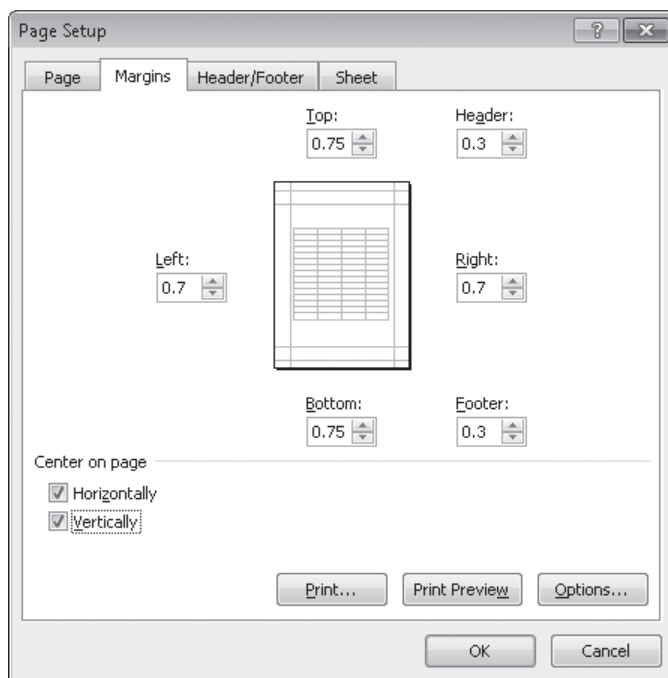 Page Setup
Page Margins Header/Footer Sheet
Top: Header:
0.75 0.3
Left: Right:
0.7 0.7
Bottom: Footer:
0.75 0.3
Center on page
Horizontally
Vertically
Print... Print Preview Options...
OK Cancel